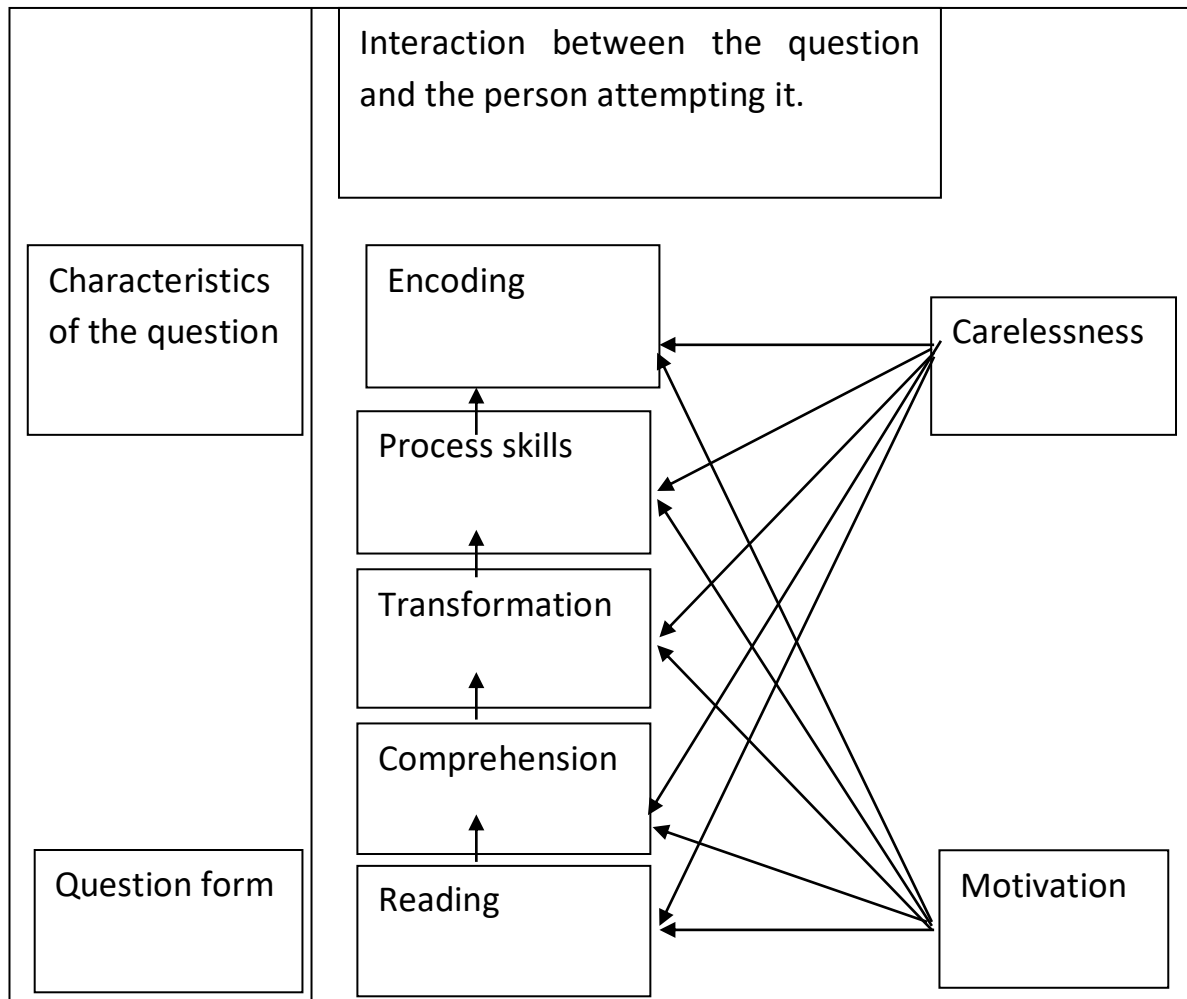 Interaction between the question
and the person attempting it.
Characteristics
of the question
Encoding
Carelessness
Process skills
Transformation
Comprehension
Question form
Reading
Motivation